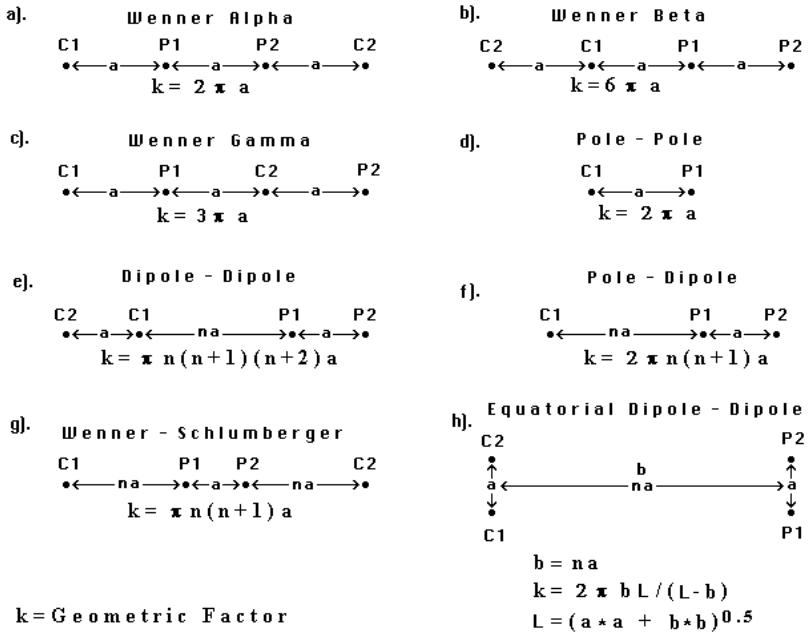 a). Wenner Alpha
C1 P1 P2 C2
a a a
k = 2 π a
b). Wenner Beta
C2 C1 P1 P2
a a a
k = 6 π a
c). Wenner Gamma
C1 P1 C2 P2
a a a
k = 3 π a
d). Pole - Pole
C1 P1
a
k = 2 π a
e). Dipole - Dipole
C2 C1 P1 P2
a na a
k = π n(n+1)(n+2)a
f). Pole - Dipole
C1 P1 P2
na a
k = 2 π n(n+1)a
g). Wenner - Schlumberger
C1 P1 P2 C2
na a na
k = π n(n+1)a
h). Equatorial Dipole - Dipole
C2 P2
b
a na a
C1 P1
b = na
k = 2 π b L/(L-b)
L = (a*a + b*b)^0.5
k = Geometric Factor